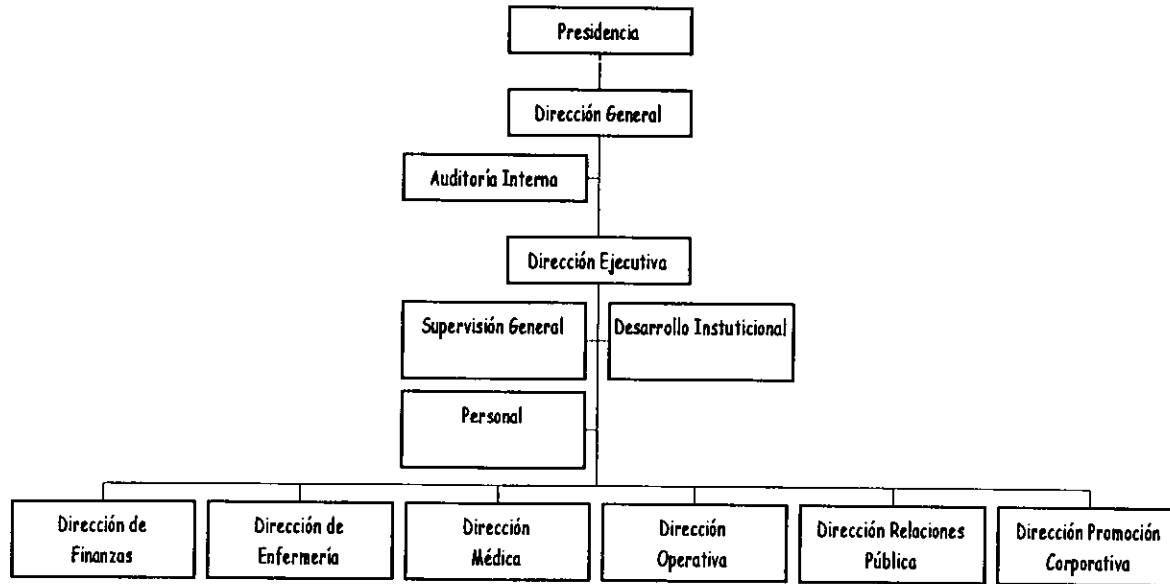 Presidencia
Dirección General
Auditoría Interna
Dirección Ejecutiva
Supervisión General
Desarrollo Instuticional
Personal
Dirección de
Finanzas
Dirección de
Enfermería
Dirección
Médica
Dirección
Operativa
Dirección Relaciones
Pública
Dirección Promoción
Corporativa